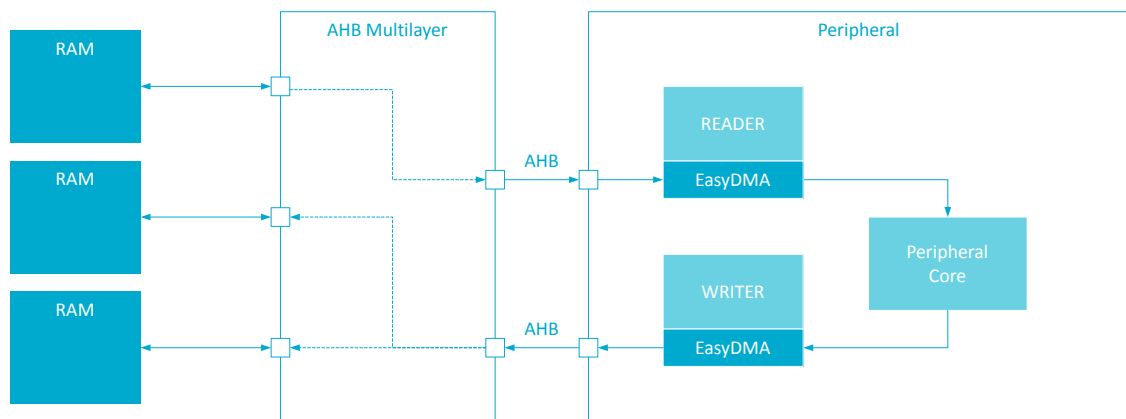 AHB Multilayer
Peripheral
RAM
READER
AHB
EasyDMA
RAM
Peripheral
Core
WRITER
RAM
AHB
EasyDMA